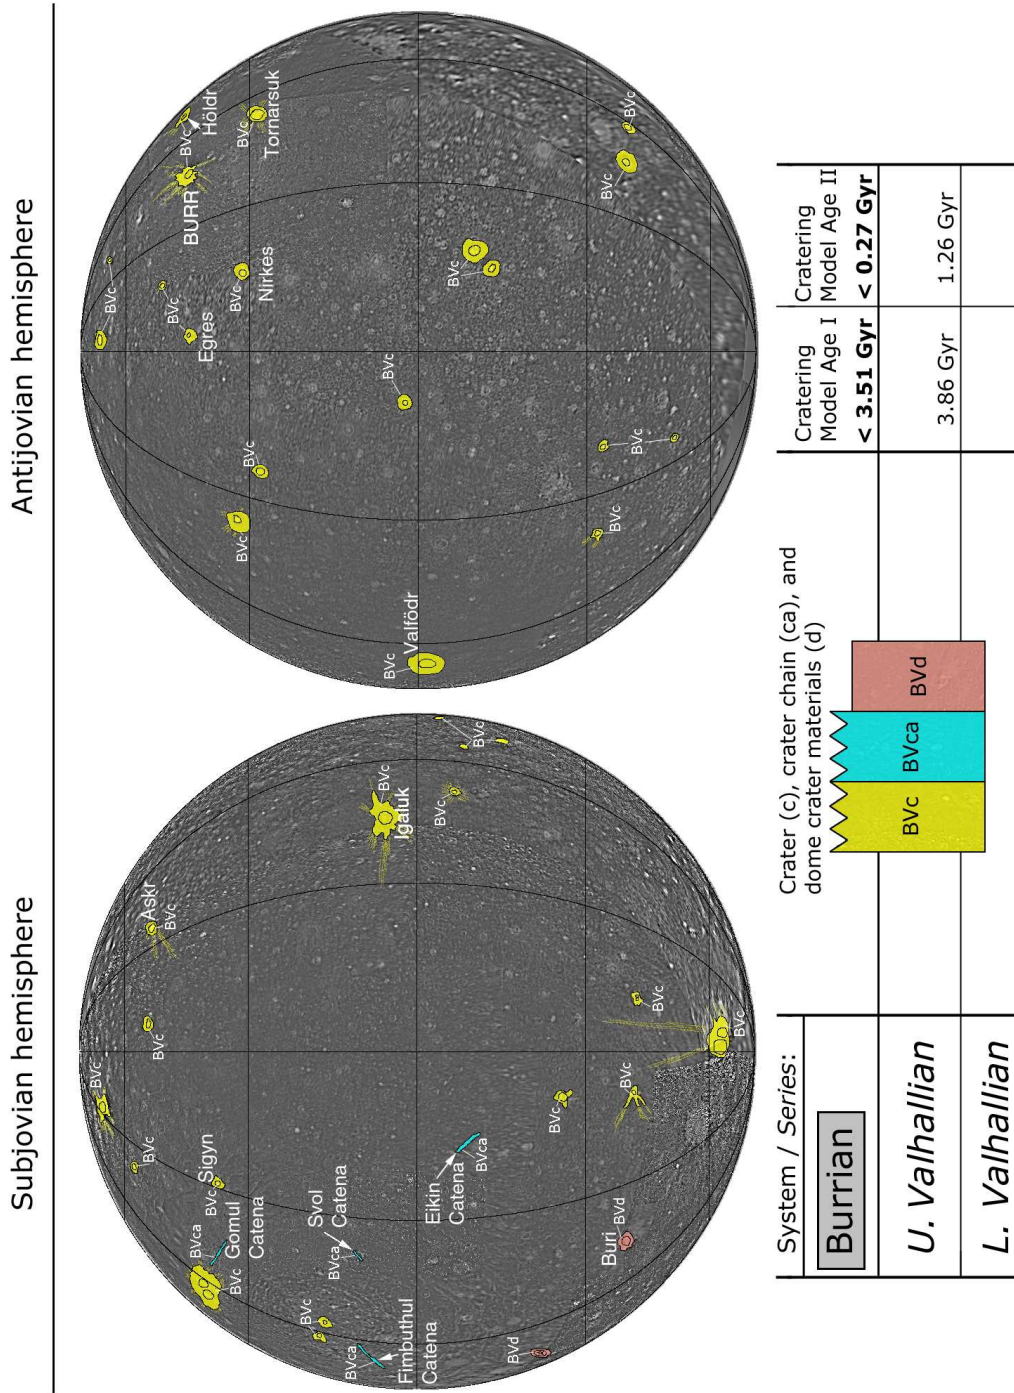 Subjovian hemisphere
Antijovian hemisphere
BVc
BVc
BVc
Askr
BVc
BVca
Gomul
Catena
BVc
Sigyn
BVc
BVc
BVca
Svol
Catena
BVca
Fimbuthul
Catena
Eikin
Catena
BVca
BVc
Igaluk
BVc
BVc
BVd
Buri
BVd
BVc
BVc
BVc
BVc
BVc
BVc
Egres
BVc
Nirkes
BURR
BVc
Höldr
BVc
Tornarsuk
BVc
BVc
BVc
Valfödr
BVc
BVc
BVc
BVc
BVc
BVc
BVc
System / Series:
Crater (c), crater chain (ca), and
dome crater materials (d)
Cratering
Model Age I
Cratering
Model Age II
Burrian
< 3.51 Gyr
< 0.27 Gyr
U. Valhallian
BVc
BVca
BVd
3.86 Gyr
1.26 Gyr
L. Valhallian